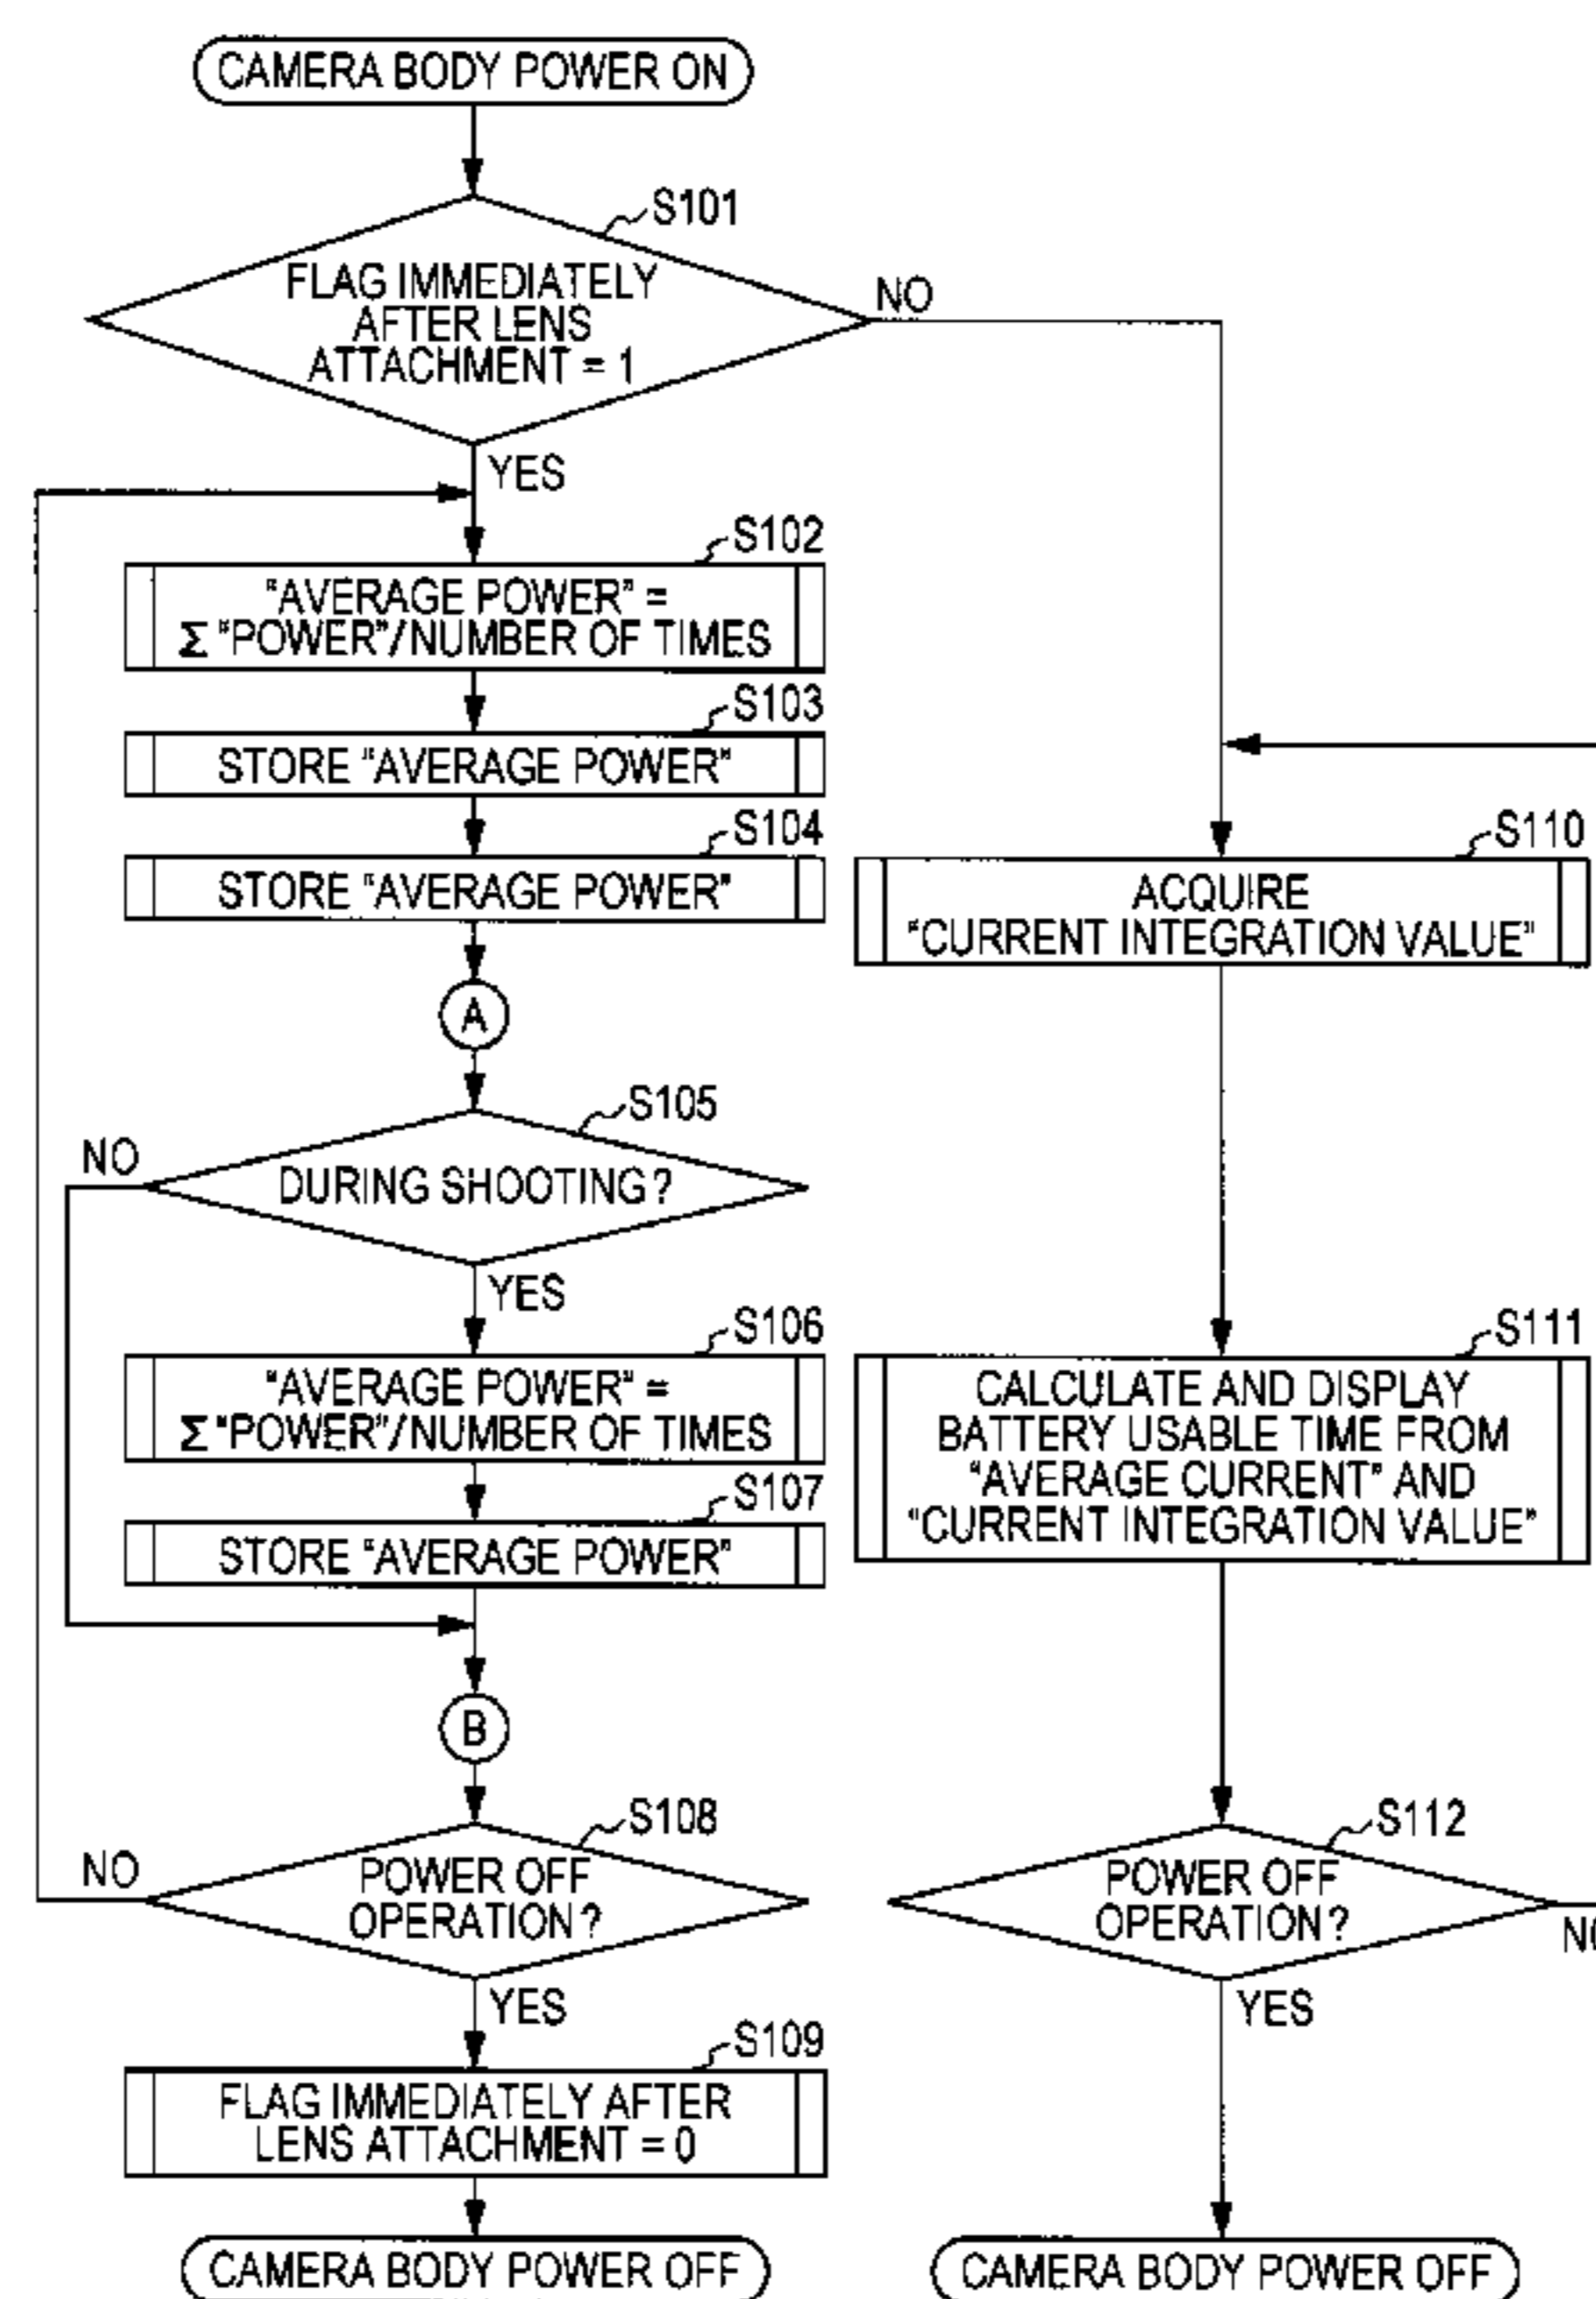 CAMERA BODY POWER ON
S101
FLAG IMMEDIATELY
AFTER LENS
ATTACHMENT = 1
NO
YES
S102
"AVERAGE POWER" =
Σ "POWER"/NUMBER OF TIMES
S103
STORE "AVERAGE POWER"
S104
STORE "AVERAGE POWER"
A
S105
DURING SHOOTING?
NO
YES
S106
"AVERAGE POWER" =
Σ "POWER"/NUMBER OF TIMES
S107
STORE "AVERAGE POWER"
B
S108
POWER OFF
OPERATION?
NO
YES
S109
FLAG IMMEDIATELY AFTER
LENS ATTACHMENT = 0
CAMERA BODY POWER OFF
S110
ACQUIRE
"CURRENT INTEGRATION VALUE"
S111
CALCULATE AND DISPLAY
BATTERY USABLE TIME FROM
"AVERAGE CURRENT" AND
"CURRENT INTEGRATION VALUE"
S112
POWER OFF
OPERATION?
NO
YES
CAMERA BODY POWER OFF